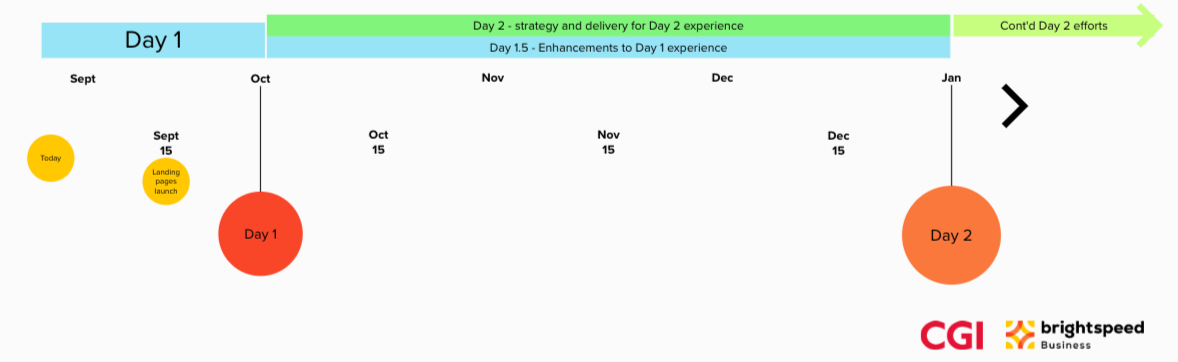 Day 1
Day 2 - strategy and delivery for Day 2 experience
Cont'd Day 2 efforts
Day 1.5 - Enhancements to Day 1 experience
Sept
Oct
Nov
Dec
Jan
Today
Sept
15
Landing
pages
launch
Oct
15
Nov
15
Dec
15
Day 1
Day 2
CGI
brightspeed
Business